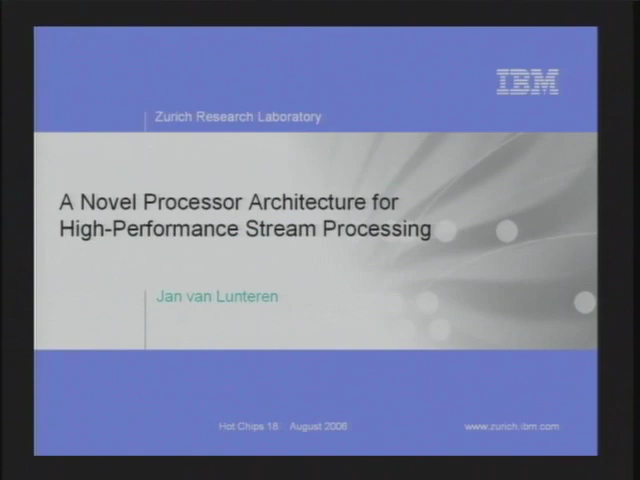 IBM
Zurich Research Laboratory
A Novel Processor Architecture for
High-Performance Stream Processing
Jan van Lunteren
Hot Chips 18 August 2006
www.zurich.ibm.com